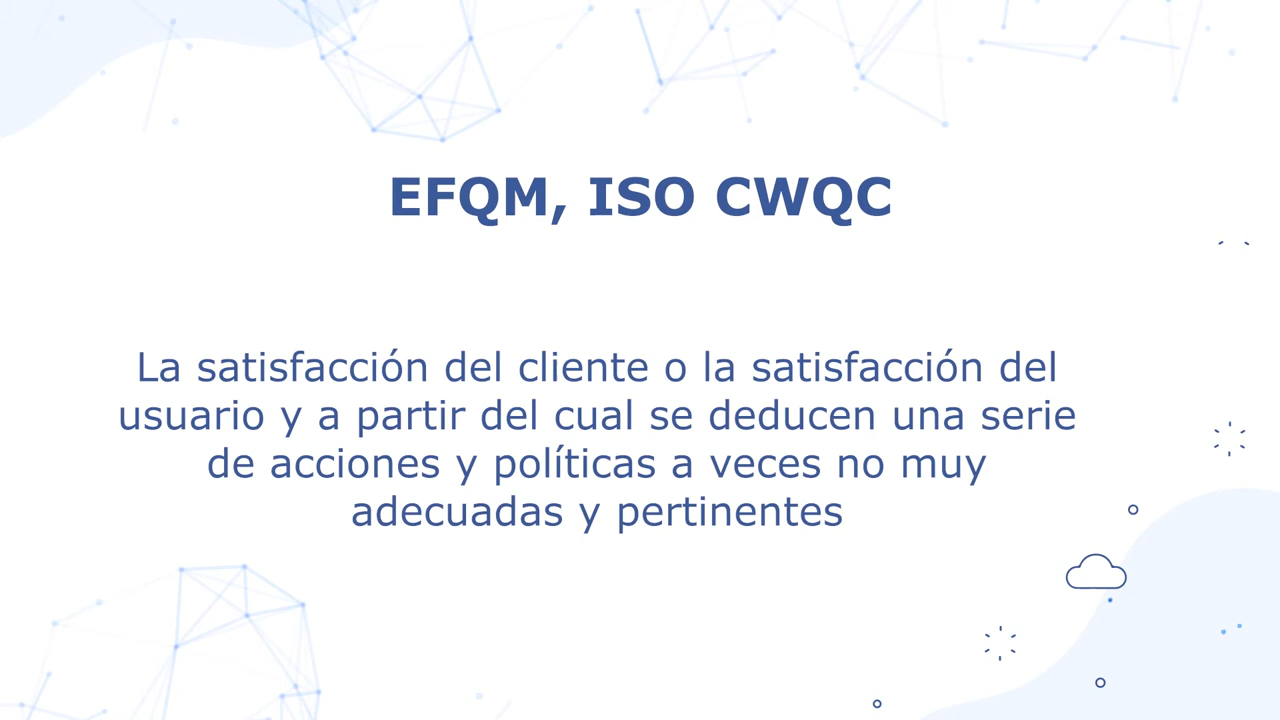 EFQM, ISO CWQC
La satisfacción del cliente o la satisfacción del
usuario y a partir del cual se deducen una serie
de acciones y políticas a veces no muy
adecuadas y pertinentes